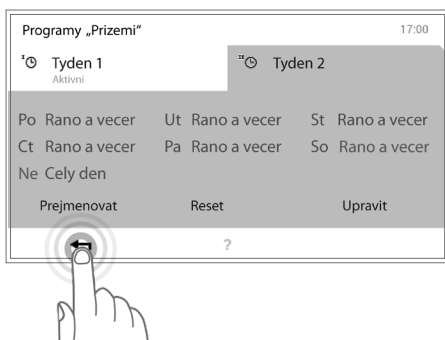 Programy „Prizemi“ 17:00
I Tyden 1 II Tyden 2
Aktivni
Po Rano a vecer Ut Rano a vecer St Rano a vecer
Ct Rano a vecer Pa Rano a vecer So Rano a vecer
Ne Cely den
Prejmenovat Reset Upravit
?